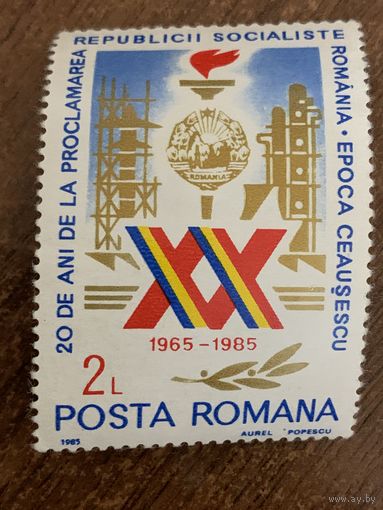 20 DE ANI DE LA PROCLAMAREA
REPUBLICII SOCIALISTE
ROMÂNIA · EPOCA CEAUȘESCU
ROMANIA
XX
1965-1985
2L
POSTA ROMANA
1985
AUREL POPESCU
www.ay.by